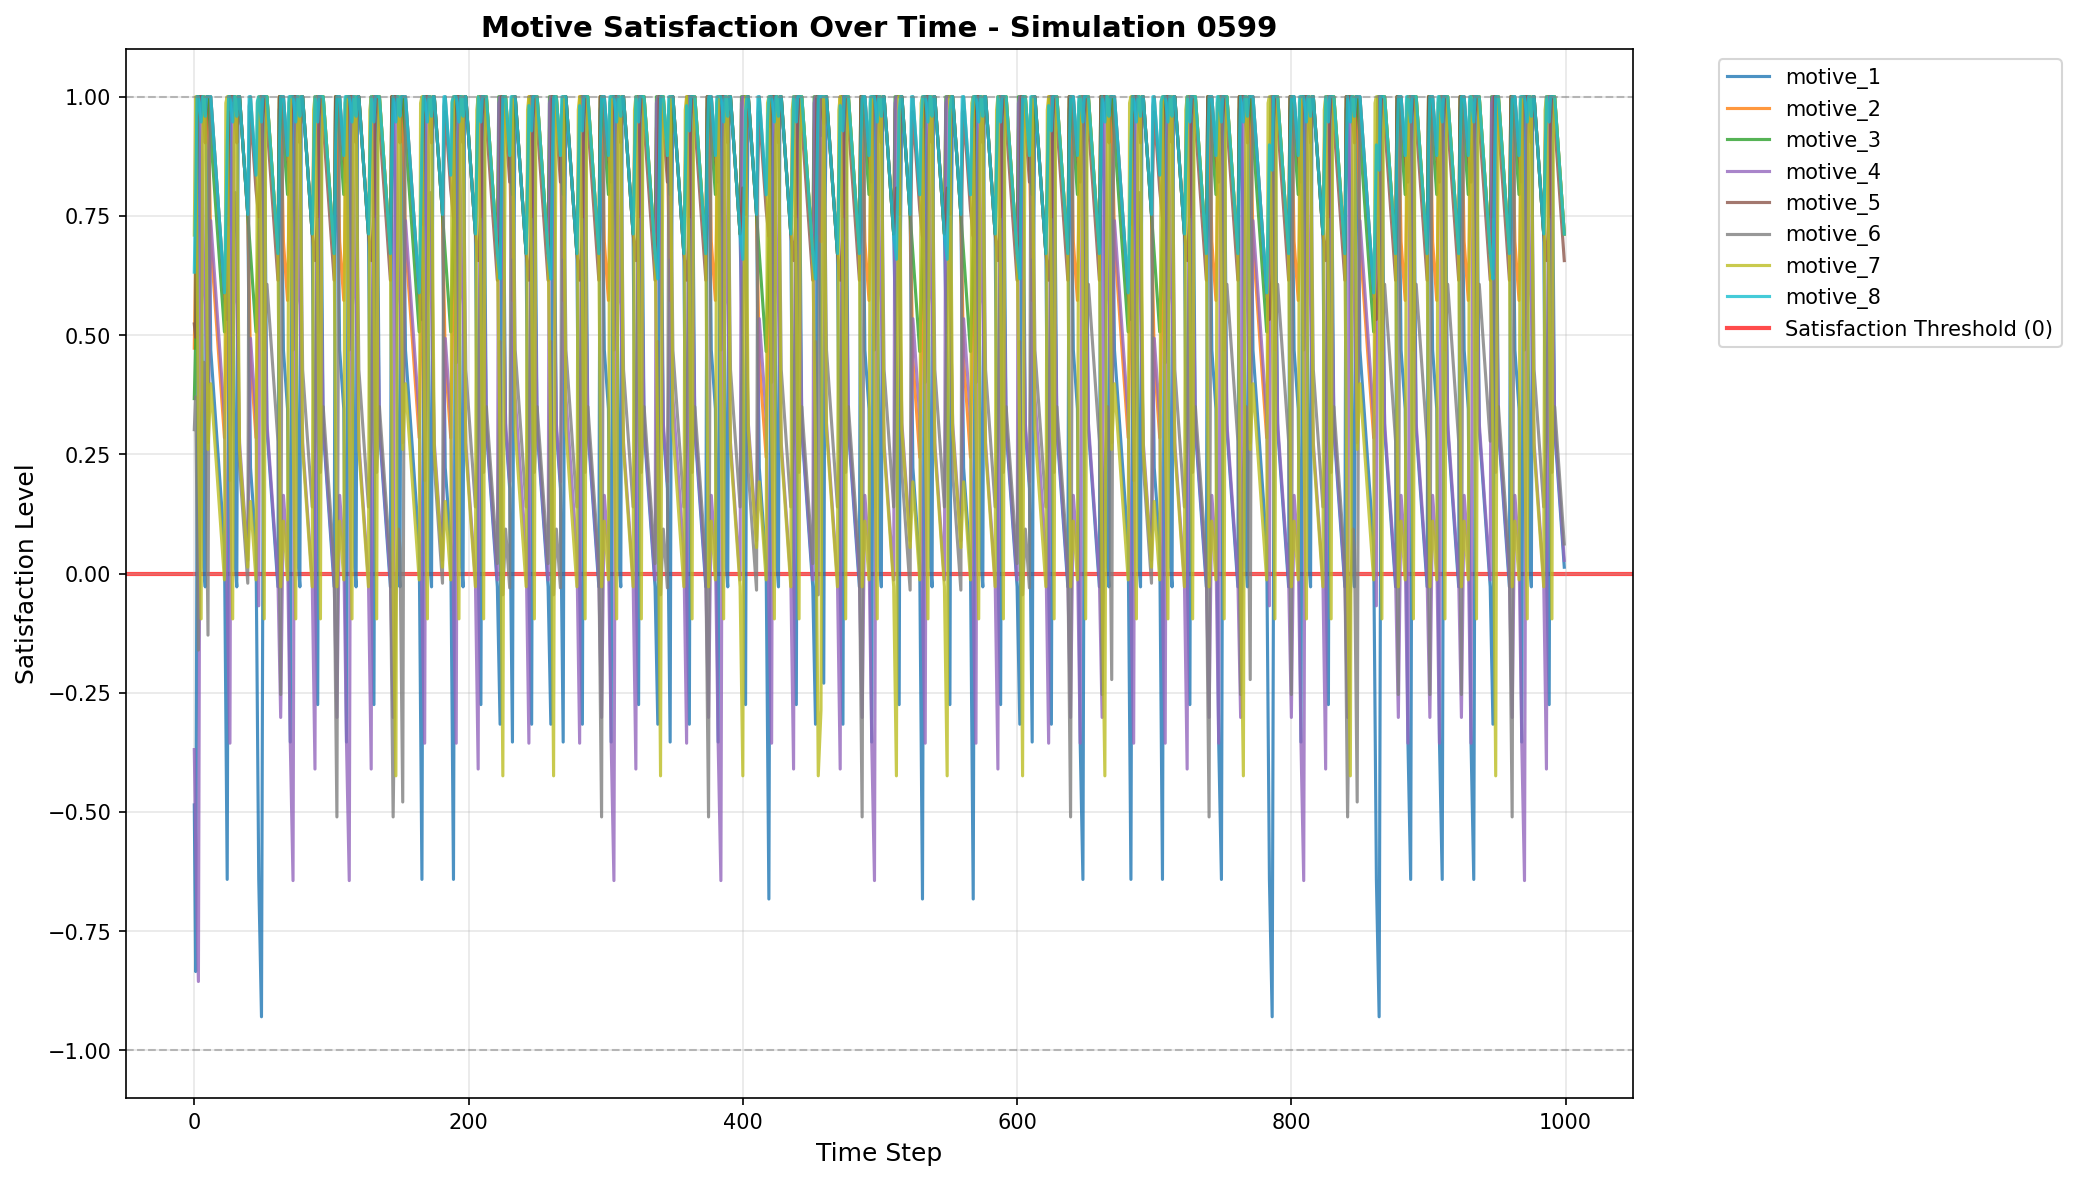 Motive Satisfaction Over Time - Simulation 0599
Satisfaction Level
1.00
0.75
0.50
0.25
0.00
−0.25
−0.50
−0.75
−1.00
0
200
400
600
800
1000
Time Step
motive_1
motive_2
motive_3
motive_4
motive_5
motive_6
motive_7
motive_8
Satisfaction Threshold (0)